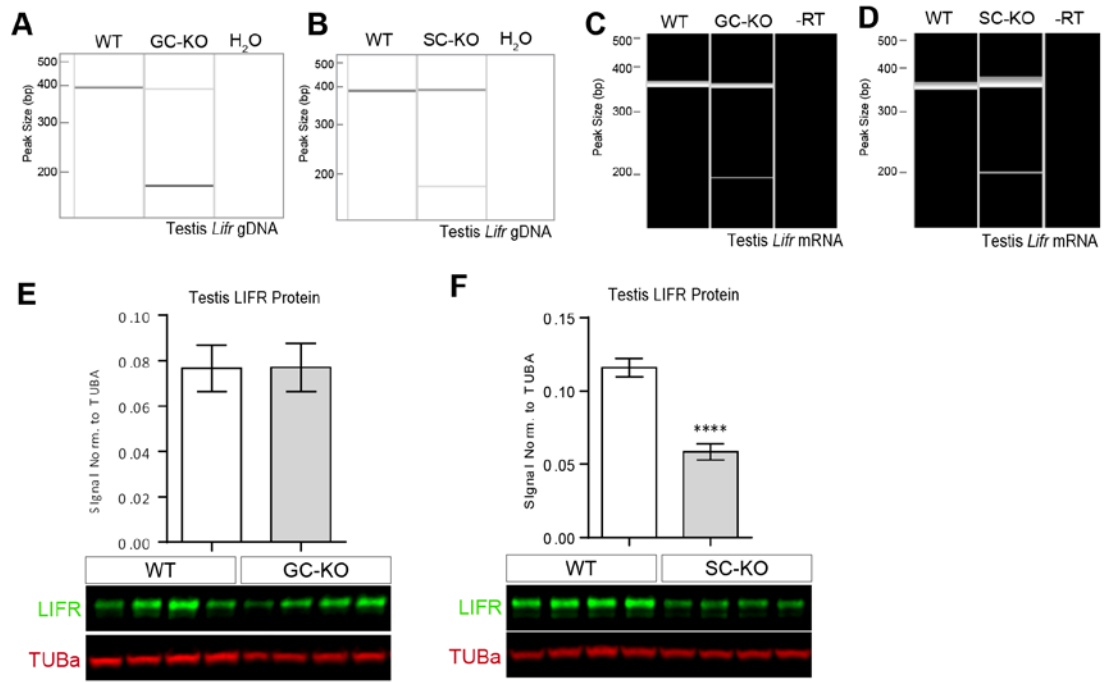 A
WT GC-KO H2O
Peak Size (bp)
500
400
300
200
Testis Lifr gDNA
B
WT SC-KO H2O
Peak Size (bp)
500
400
300
200
Testis Lifr gDNA
C
WT GC-KO -RT
Peak Size (bp)
500
400
300
200
Testis Lifr mRNA
D
WT SC-KO -RT
Peak Size (bp)
500
400
300
200
Testis Lifr mRNA
E
Testis LIFR Protein
SIgnal Norm. to TUBA
0.10
0.08
0.06
0.04
0.02
0.00
WT GC-KO
LIFR
TUBa
F
Testis LIFR Protein
SIgnal Norm. to TUBA
0.15
0.10
0.05
0.00
****
WT SC-KO
LIFR
TUBa